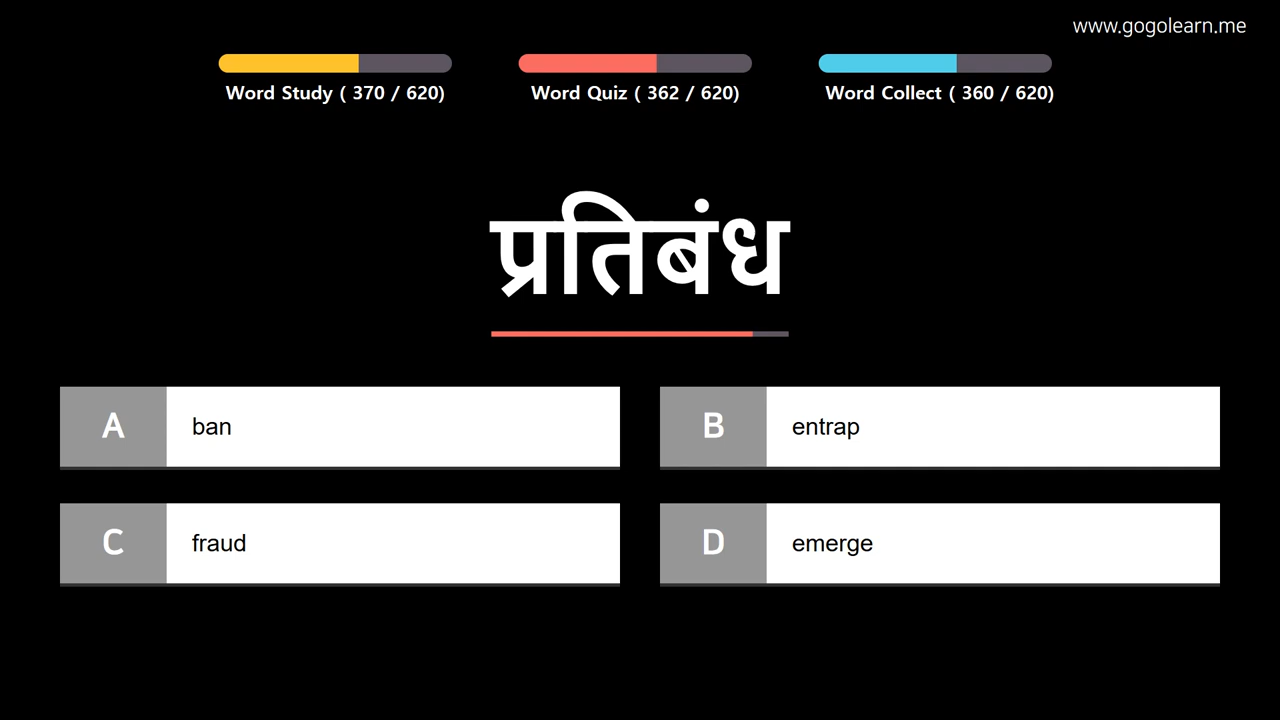 www.gogolearn.me
Word Study ( 370 / 620)
Word Quiz ( 362 / 620)
Word Collect ( 360 / 620)
प्रतिबंध
A ban
B entrap
C fraud
D emerge